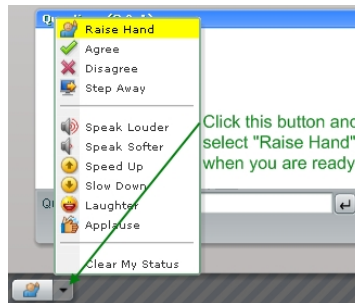 Raise Hand
Agree
Disagree
Step Away
Speak Louder
Click this button and
Speak Softer
select "Raise Hand"
Speed Up
when you are ready
Slow Down
Laughter
Applause
Clear My Status